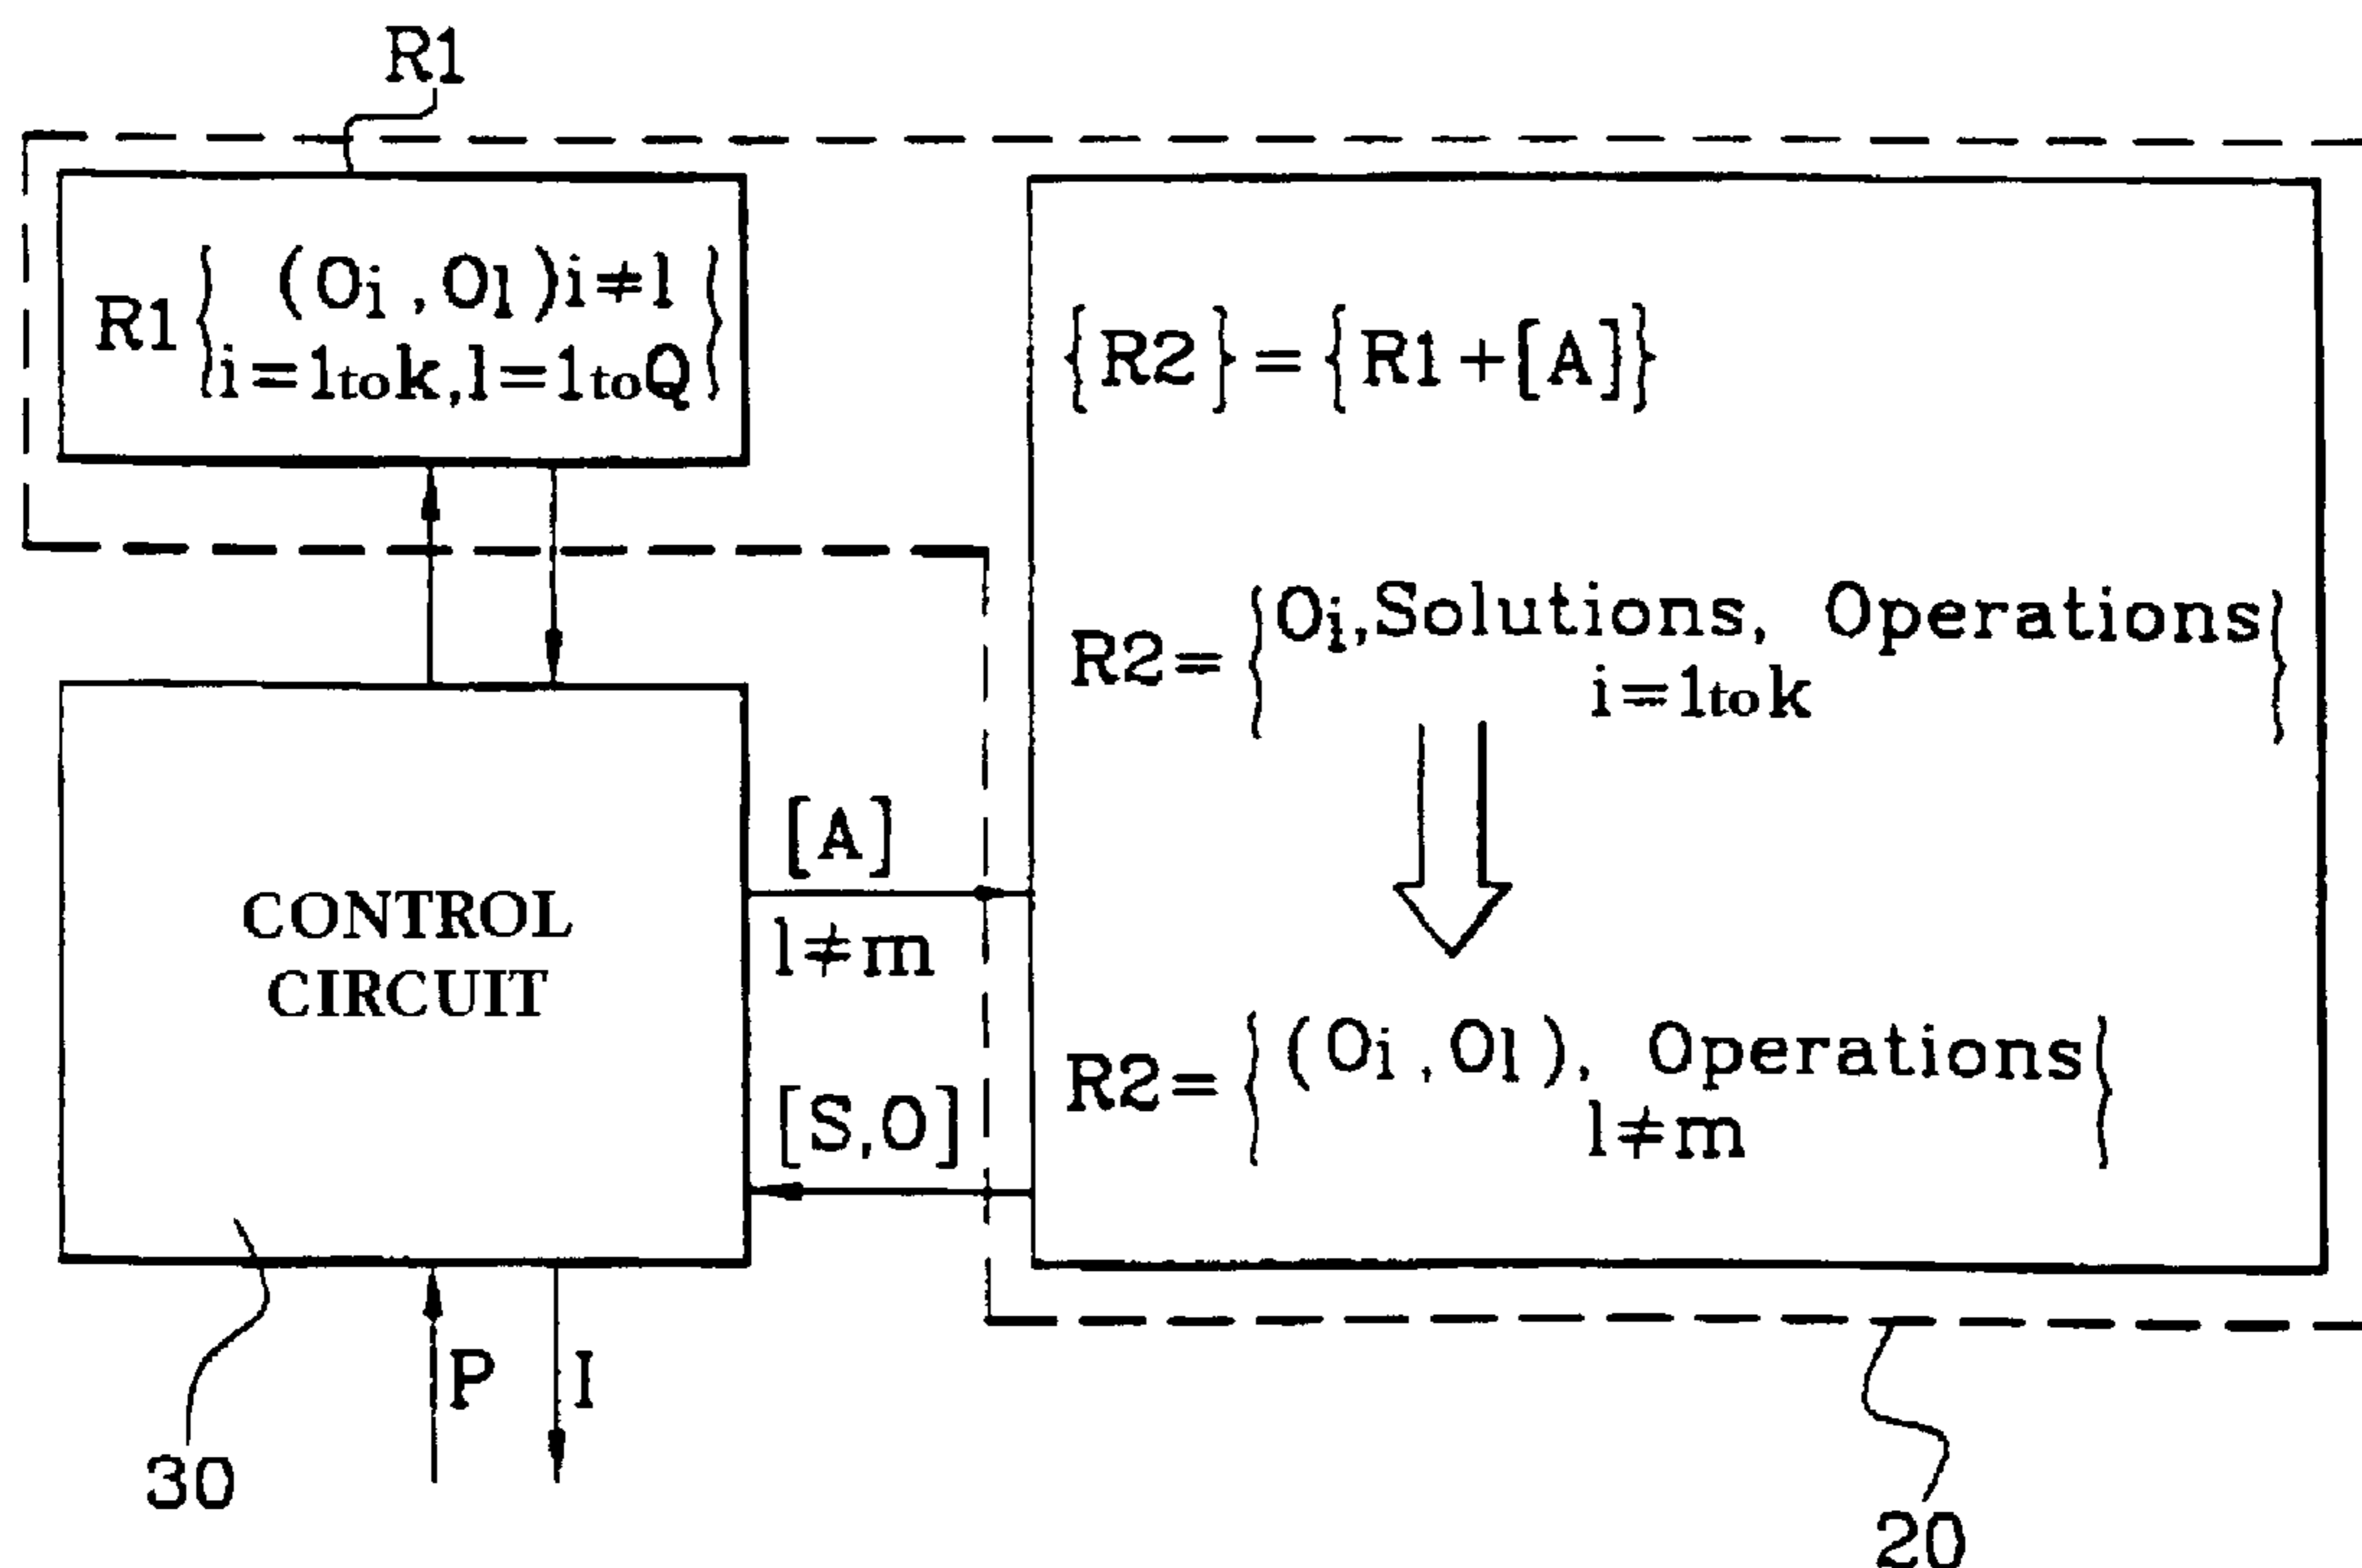 R1
R1{(Oi,Ol)i≠l
i=1tok,l=1toQ}
{R2}={R1+[A]}
R2={Oi,Solutions, Operations
i=1tok}
CONTROL
CIRCUIT
[A]
l≠m
[S,O]
R2={(Oi,Ol), Operations
l≠m}
P
I
30
20